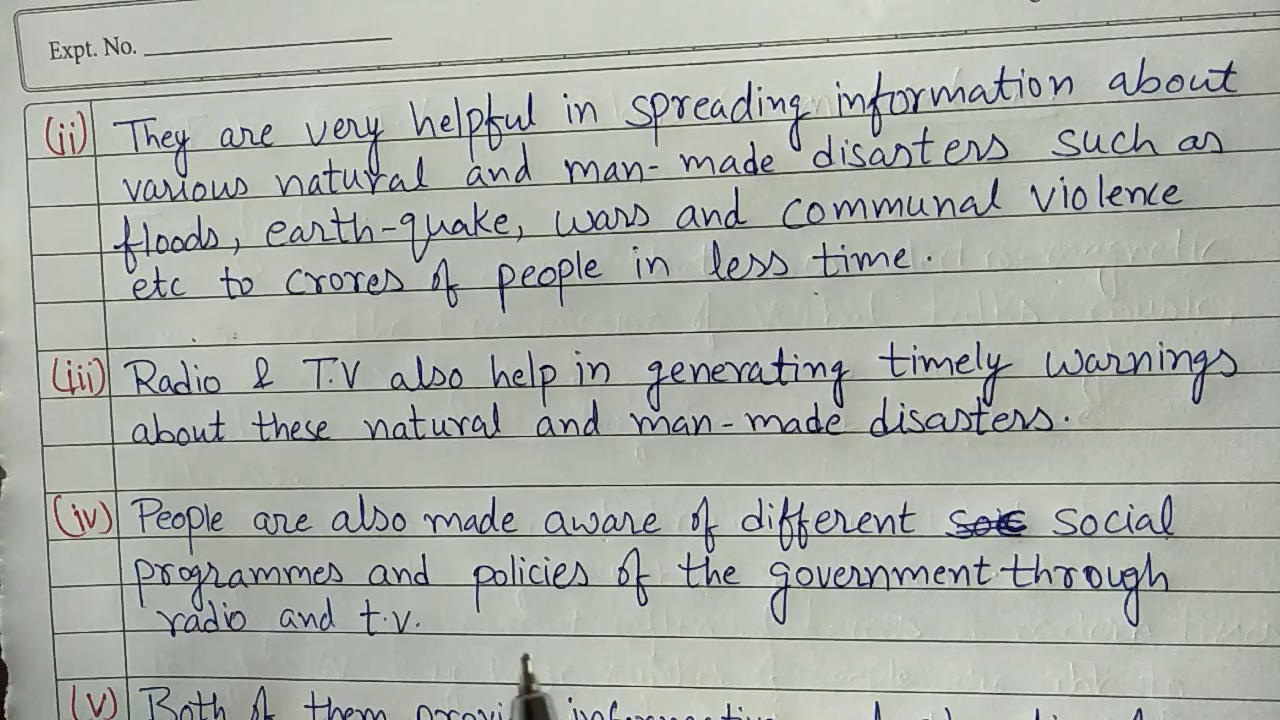 Expt. No.
(ii) They are very helpful in spreading information about
various natural and man-made disasters such as
floods, earth-quake, wars and communal violence
etc to crores of people in less time.
(iii) Radio & T.V also help in generating timely warnings
about these natural and man-made disasters.
(iv) People are also made aware of different social
programmes and policies of the government through
radio and t.v.
(v) Both of them